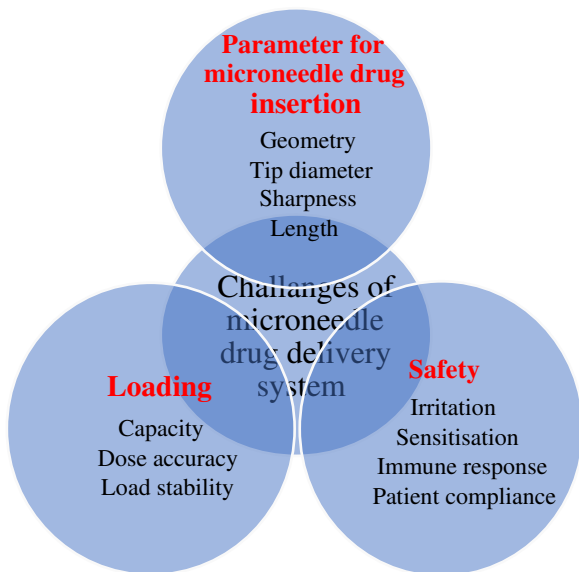 Parameter for
microneedle drug
insertion
Geometry
Tip diameter
Sharpness
Length
Challanges of
microneedle
drug delivery
system
Loading
Capacity
Dose accuracy
Load stability
Safety
Irritation
Sensitisation
Immune response
Patient compliance